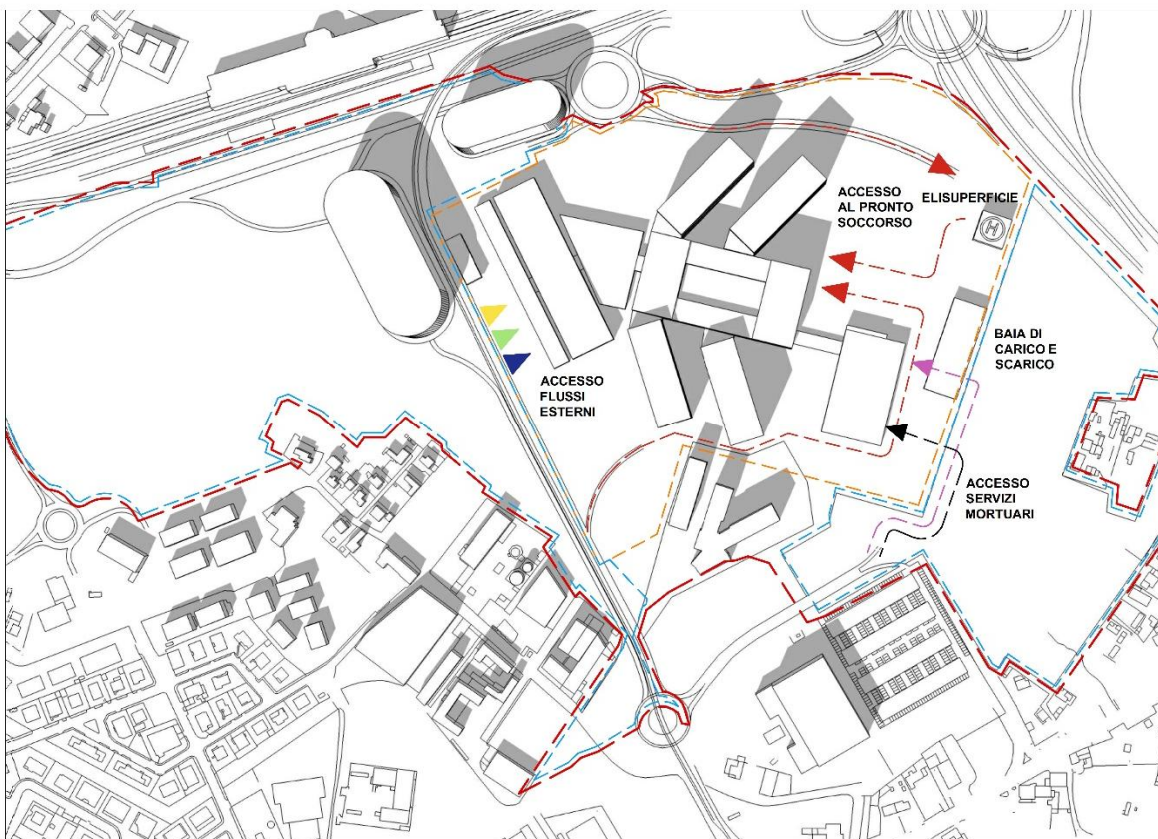 ACCESSO
AL PRONTO
SOCCORSO
ELISUPERFICIE
H
BAIA DI
CARICO E
SCARICO
ACCESSO
FLUSSI
ESTERNI
ACCESSO
SERVIZI
MORTUARI